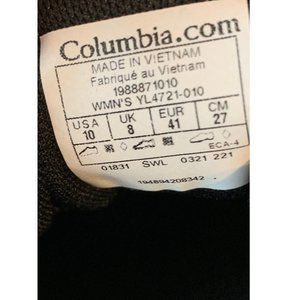 Columbia.com
MADE IN VIETNAM
Fabriqué au Vietnam
1988871010
WMN'S YL4721-010
USA UK EUR CM
10 8 41 27
ECA-4
01831 SWL 0321 221
194894208342